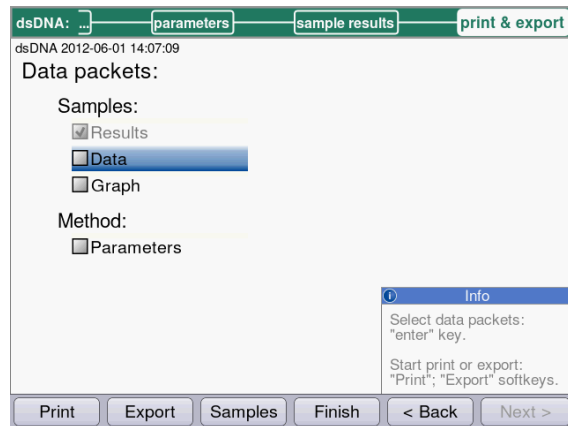 dsDNA: ... parameters sample results print & export
dsDNA 2012-06-01 14:07:09
Data packets:
Samples:
Results
Data
Graph
Method:
Parameters
Info
Select data packets:
"enter" key.
Start print or export:
"Print"; "Export" softkeys.
Print Export Samples Finish < Back Next >